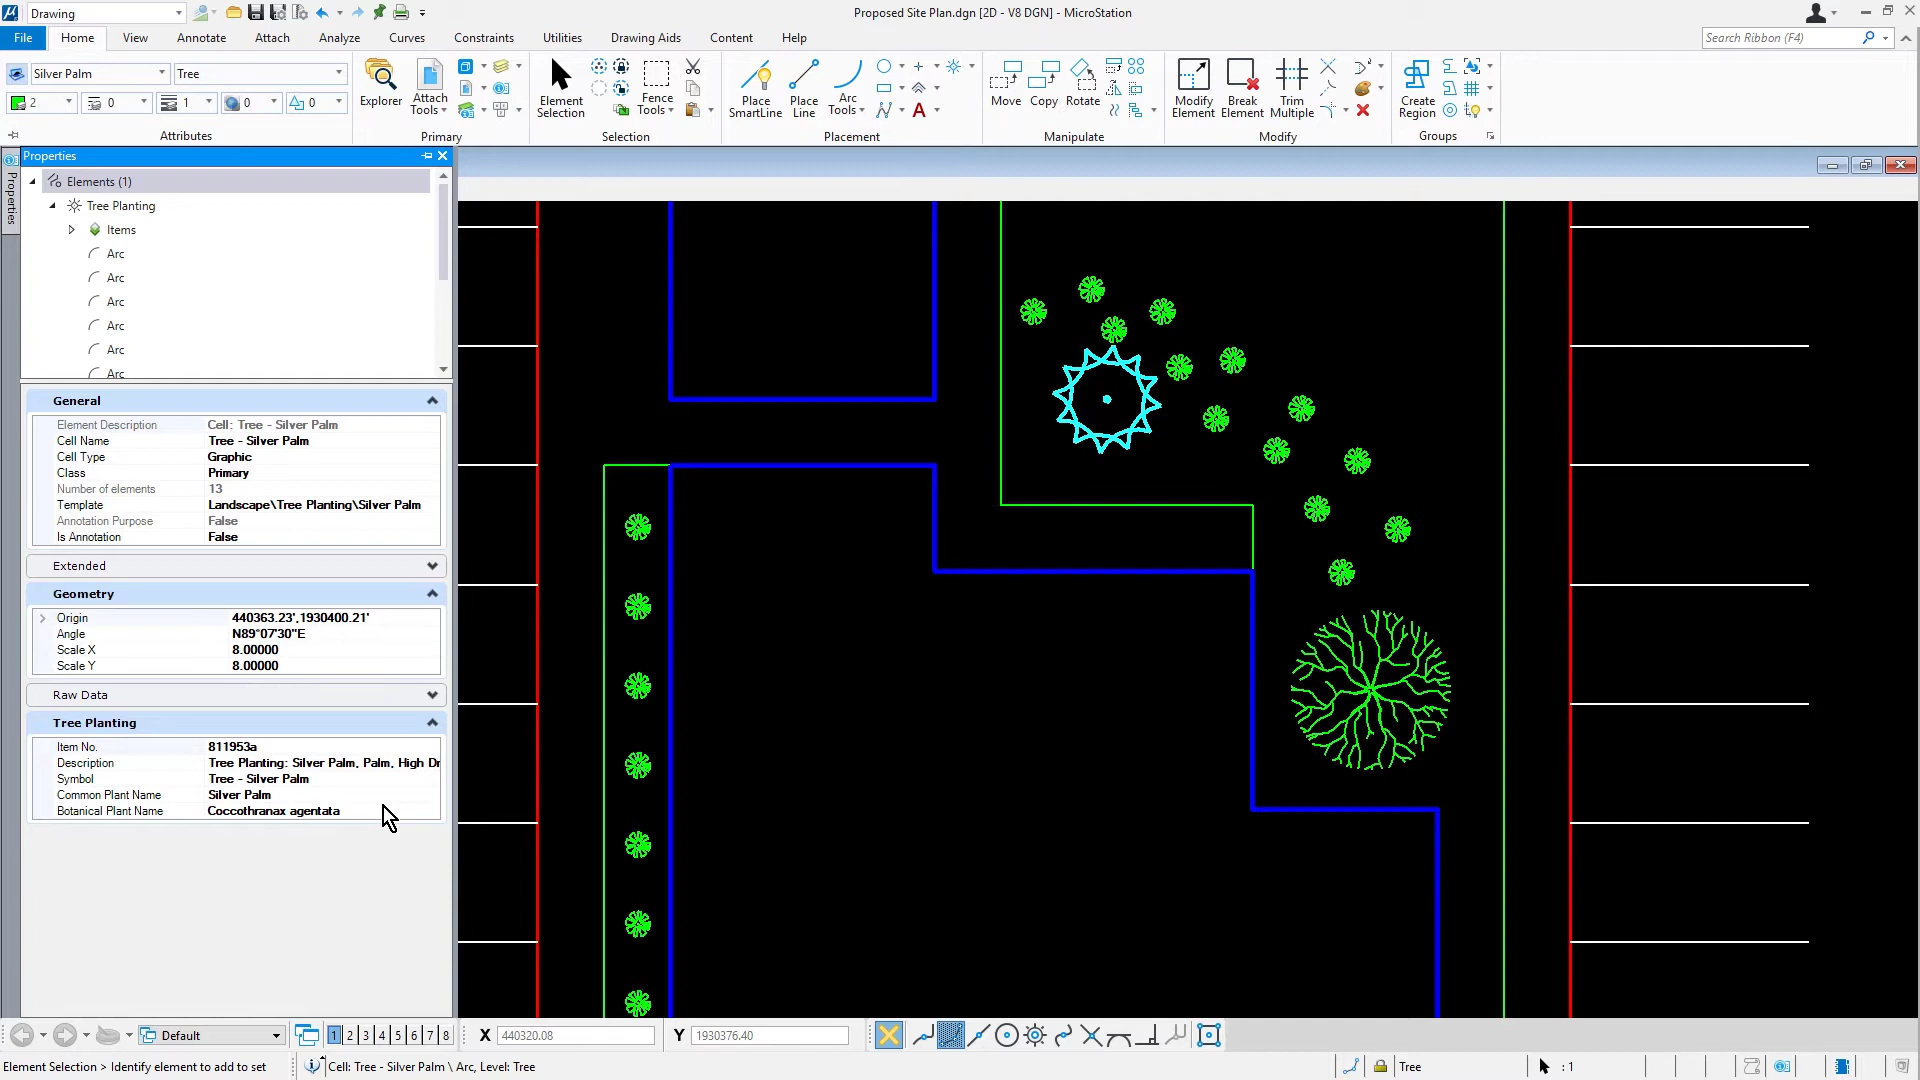 Drawing
Proposed Site Plan.dgn [2D - V8 DGN] - MicroStation
File
Home
View
Annotate
Attach
Analyze
Curves
Constraints
Utilities
Drawing Aids
Content
Help
Search Ribbon (F4)
Silver Palm
Tree
2
0
1
0
0
Attributes
Explorer
Attach Tools
Primary
Element Selection
Fence Tools
Selection
Place SmartLine
Place Line
Arc Tools
Placement
Move
Copy
Rotate
Manipulate
Modify Element
Break Element
Trim Multiple
Modify
Create Region
Groups
Properties
Properties
Elements (1)
Tree Planting
Items
Arc
Arc
Arc
Arc
Arc
Arc
General
Element Description Cell: Tree - Silver Palm
Cell Name Tree - Silver Palm
Cell Type Graphic
Class Primary
Number of elements 13
Template Landscape\Tree Planting\Silver Palm
Annotation Purpose False
Is Annotation False
Extended
Geometry
Origin 440363.23',1930400.21'
Angle N89°07'30"E
Scale X 8.00000
Scale Y 8.00000
Raw Data
Tree Planting
Item No. 811953a
Description Tree Planting: Silver Palm, Palm, High Dr
Symbol Tree - Silver Palm
Common Plant Name Silver Palm
Botanical Plant Name Coccothranax agentata
Default
1 2 3 4 5 6 7 8
X 440320.08
Y 1930376.40
Element Selection > Identify element to add to set
Cell: Tree - Silver Palm \ Arc, Level: Tree
Tree
: 1